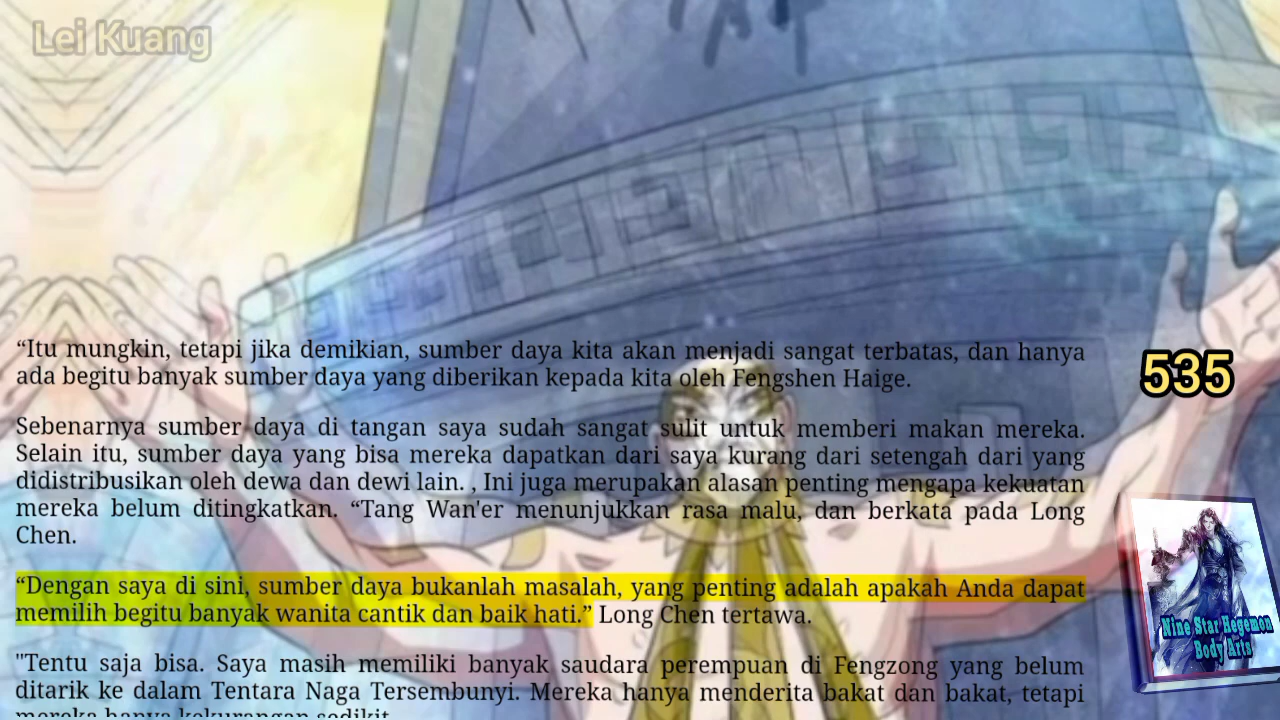 Lei Kuang
“Itu mungkin, tetapi jika demikian, sumber daya kita akan menjadi sangat terbatas, dan hanya
ada begitu banyak sumber daya yang diberikan kepada kita oleh Fengshen Haige.
535
Sebenarnya sumber daya di tangan saya sudah sangat sulit untuk memberi makan mereka.
Selain itu, sumber daya yang bisa mereka dapatkan dari saya kurang dari setengah dari yang
didistribusikan oleh dewa dan dewi lain. , Ini juga merupakan alasan penting mengapa kekuatan
mereka belum ditingkatkan. “Tang Wan'er menunjukkan rasa malu, dan berkata pada Long
Chen.
“Dengan saya di sini, sumber daya bukanlah masalah, yang penting adalah apakah Anda dapat
memilih begitu banyak wanita cantik dan baik hati.” Long Chen tertawa.
Nine Star Hegemon
Body Arts
"Tentu saja bisa. Saya masih memiliki banyak saudara perempuan di Fengzong yang belum
ditarik ke dalam Tentara Naga Tersembunyi. Mereka hanya menderita bakat dan bakat, tetapi
mereka hanya kekurangan sedikit